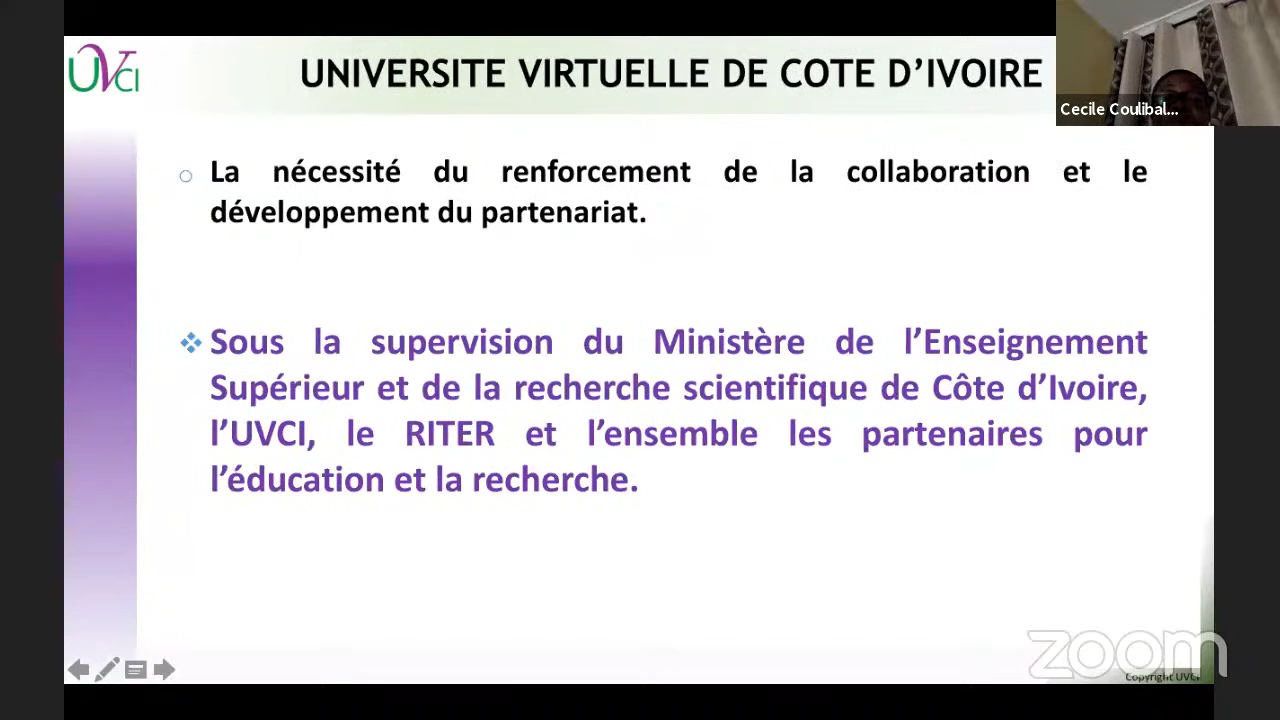 UVCI
UNIVERSITE VIRTUELLE DE COTE D’IVOIRE
Cecile Coulibal...
La nécessité du renforcement de la collaboration et le
développement du partenariat.
Sous la supervision du Ministère de l’Enseignement
Supérieur et de la recherche scientifique de Côte d’Ivoire,
l’UVCI, le RITER et l’ensemble les partenaires pour
l’éducation et la recherche.
zoom
Copyright UVCI